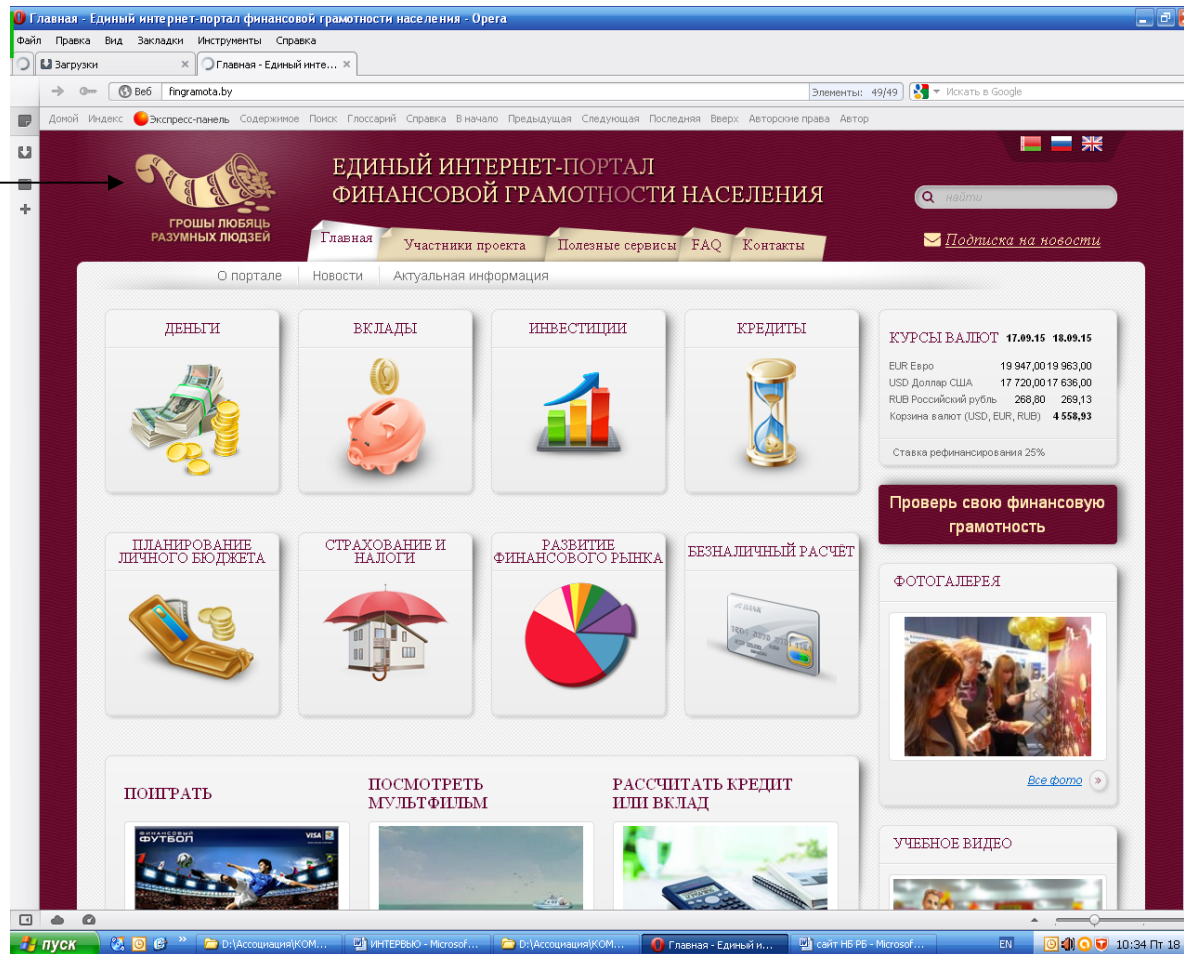 Главная - Единый интернет-портал финансовой грамотности населения - Opera
Файл Правка Вид Закладки Инструменты Справка
Загрузки
Главная - Единый инте...
Веб fingramota.by
Элементы: 49/49
Искать в Google
Домой Индекс Экспресс-панель Содержимое Поиск Глоссарий Справка В начало Предыдущая Следующая Последняя Вверх Авторские права Автор
ЕДИНЫЙ ИНТЕРНЕТ-ПОРТАЛ
ФИНАНСОВОЙ ГРАМОТНОСТИ НАСЕЛЕНИЯ
ГРОШЫ ЛЮБЯЦЬ
РАЗУМНЫХ ЛЮДЗЕЙ
найти
Подписка на новости
Главная Участники проекта Полезные сервисы FAQ Контакты
О портале Новости Актуальная информация
ДЕНЬГИ
ВКЛАДЫ
ИНВЕСТИЦИИ
КРЕДИТЫ
КУРСЫ ВАЛЮТ 17.09.15 18.09.15
EUR Евро 19 947,00 19 963,00
USD Доллар США 17 720,00 17 636,00
RUB Российский рубль 268,80 269,13
Корзина валют (USD, EUR, RUB) 4 558,93
Ставка рефинансирования 25%
Проверь свою финансовую
грамотность
ПЛАНИРОВАНИЕ
ЛИЧНОГО БЮДЖЕТА
СТРАХОВАНИЕ И
НАЛОГИ
РАЗВИТИЕ
ФИНАНСОВОГО РЫНКА
БЕЗНАЛИЧНЫЙ РАСЧЁТ
ФОТОГАЛЕРЕЯ
Все фото
ПОИГРАТЬ
ПОСМОТРЕТЬ
МУЛЬТФИЛЬМ
РАССЧИТАТЬ КРЕДИТ
ИЛИ ВКЛАД
ФИНАНСОВЫЙ
ФУТБОЛ
VISA
УЧЕБНОЕ ВИДЕО
пуск
D:\Ассоциация\КОМ...
ИНТЕРВЬЮ - Microsof...
D:\Ассоциация\КОМ...
Главная - Единый и...
сайт НБ РБ - Microsof...
EN
10:34 Пт 18